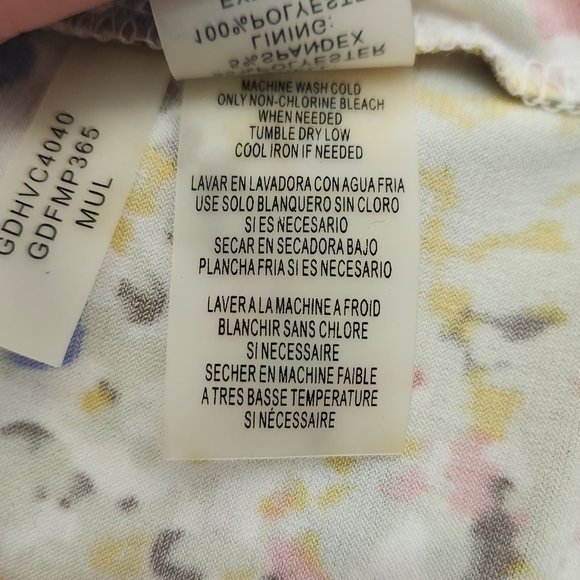 100% POLYESTER
LINING:
5% SPANDEX
POLYESTER
MACHINE WASH COLD
ONLY NON-CHLORINE BLEACH
WHEN NEEDED
TUMBLE DRY LOW
COOL IRON IF NEEDED
LAVAR EN LAVADORA CON AGUA FRIA
USE SOLO BLANQUERO SIN CLORO
SI ES NECESARIO
SECAR EN SECADORA BAJO
PLANCHA FRIA SI ES NECESARIO
LAVER A LA MACHINE A FROID
BLANCHIR SANS CHLORE
SI NECESSAIRE
SECHER EN MACHINE FAIBLE
A TRES BASSE TEMPERATURE
SI NÉCESSAIRE
GDHVC4040
GDFMP365
MUL